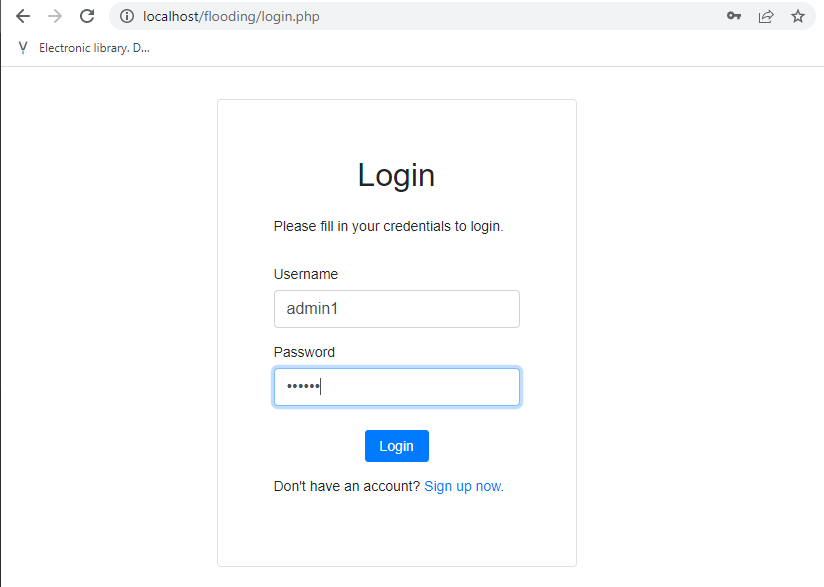 localhost/flooding/login.php
Electronic library. D...
Login
Please fill in your credentials to login.
Username
admin1
Password
••••••
Login
Don't have an account? Sign up now.